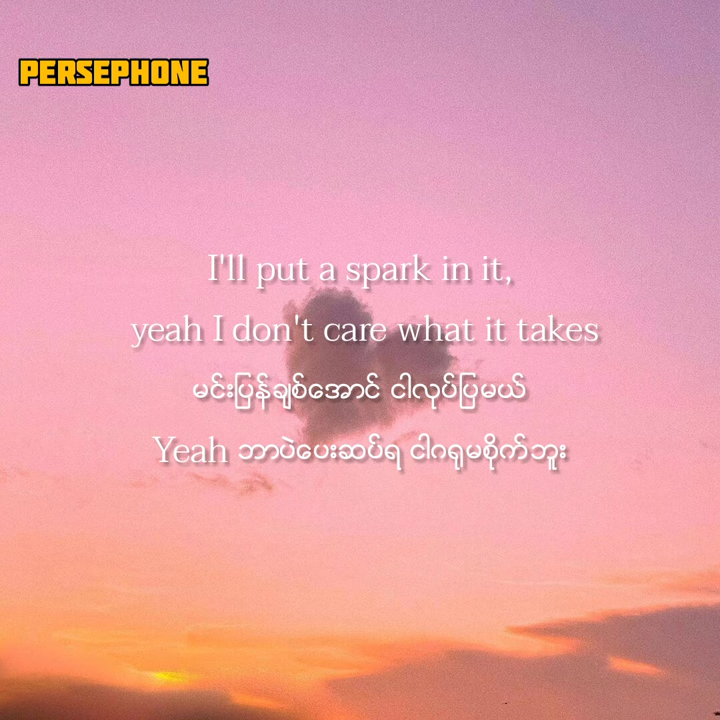 PERSEPHONE
I'll put a spark in it,
yeah I don't care what it takes
မင်းပြန်ချစ်အောင် ငါလုပ်ပြမယ်
Yeah ဘာပဲပေးဆပ်ရ ငါဂရုမစိုက်ဘူး